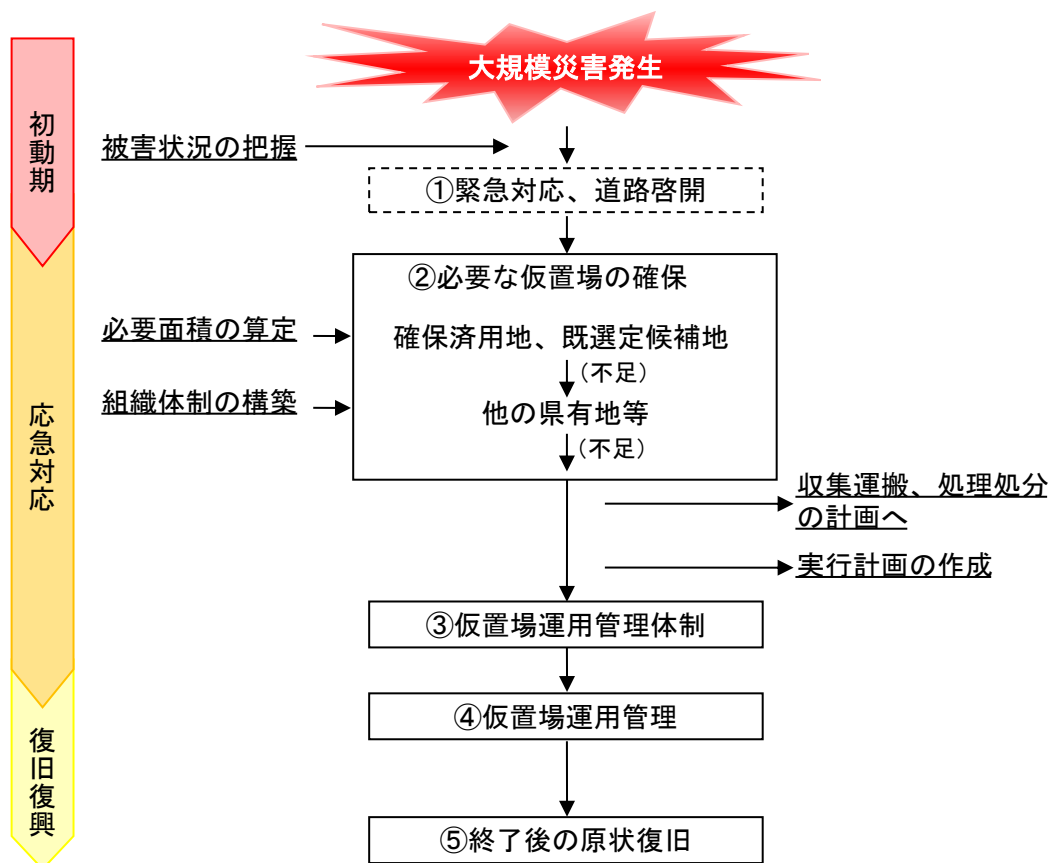 大規模災害発生
初動期
被害状況の把握
①緊急対応、道路啓開
②必要な仮置場の確保
必要面積の算定
確保済用地、既選定候補地
（不足）
組織体制の構築
他の県有地等
（不足）
応急対応
収集運搬、処理処分
の計画へ
実行計画の作成
③仮置場運用管理体制
④仮置場運用管理
復旧復興
⑤終了後の原状復旧